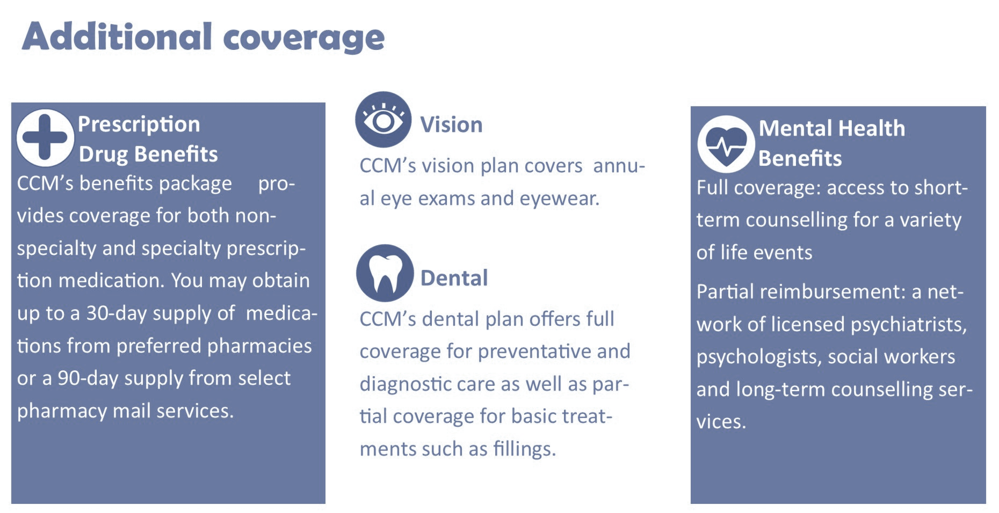 Additional coverage
Prescription
Drug Benefits
CCM’s benefits package pro-
vides coverage for both non-
specialty and specialty prescrip-
tion medication. You may obtain
up to a 30-day supply of medica-
tions from preferred pharmacies
or a 90-day supply from select
pharmacy mail services.
Vision
CCM’s vision plan covers annu-
al eye exams and eyewear.
Dental
CCM’s dental plan offers full
coverage for preventative and
diagnostic care as well as par-
tial coverage for basic treat-
ments such as fillings.
Mental Health
Benefits
Full coverage: access to short-
term counselling for a variety
of life events
Partial reimbursement: a net-
work of licensed psychiatrists,
psychologists, social workers
and long-term counselling ser-
vices.